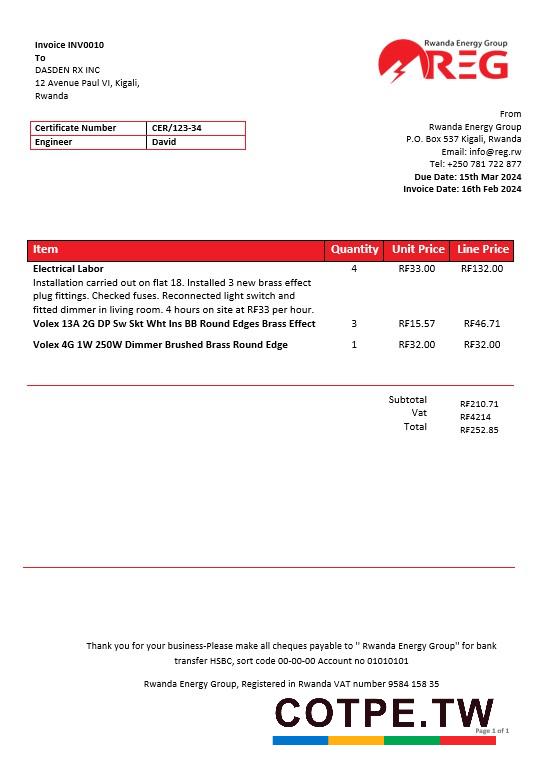 Invoice INV0010
To
DASDEN RX INC
12 Avenue Paul VI, Kigali,
Rwanda
Rwanda Energy Group
REG
Certificate Number CER/123-34
Engineer David
From
Rwanda Energy Group
P.O. Box 537 Kigali, Rwanda
Email: info@reg.rw
Tel: +250 781 722 877
Due Date: 15th Mar 2024
Invoice Date: 16th Feb 2024
Item Quantity Unit Price Line Price
Electrical Labor 4 RF33.00 RF132.00
Installation carried out on flat 18. Installed 3 new brass effect
plug fittings. Checked fuses. Reconnected light switch and
fitted dimmer in living room. 4 hours on site at RF33 per hour.
Volex 13A 2G DP Sw Skt Wht Ins BB Round Edges Brass Effect 3 RF15.57 RF46.71
Volex 4G 1W 250W Dimmer Brushed Brass Round Edge 1 RF32.00 RF32.00
Subtotal RF210.71
Vat RF4214
Total RF252.85
Thank you for your business-Please make all cheques payable to " Rwanda Energy Group" for bank
transfer HSBC, sort code 00-00-00 Account no 01010101
Rwanda Energy Group, Registered in Rwanda VAT number 9584 158 35
COTPE.TW
Page 1 of 1